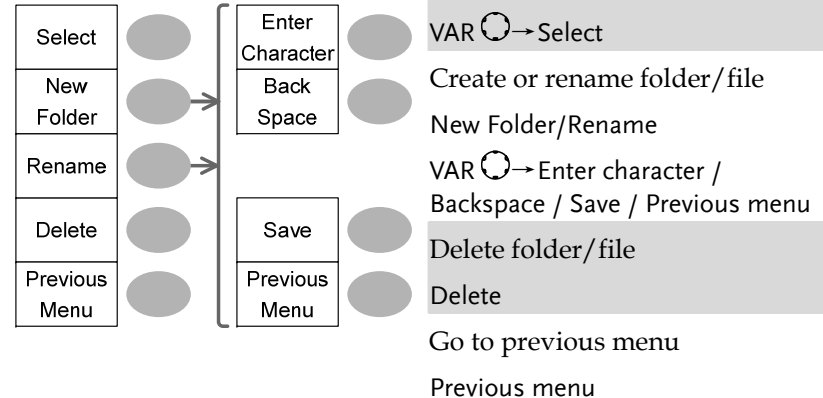 Select
New
Folder
Rename
Delete
Previous
Menu
Enter
Character
Back
Space
Save
Previous
Menu
VAR → Select
Create or rename folder/file
New Folder/Rename
VAR → Enter character /
Backspace / Save / Previous menu
Delete folder/file
Delete
Go to previous menu
Previous menu